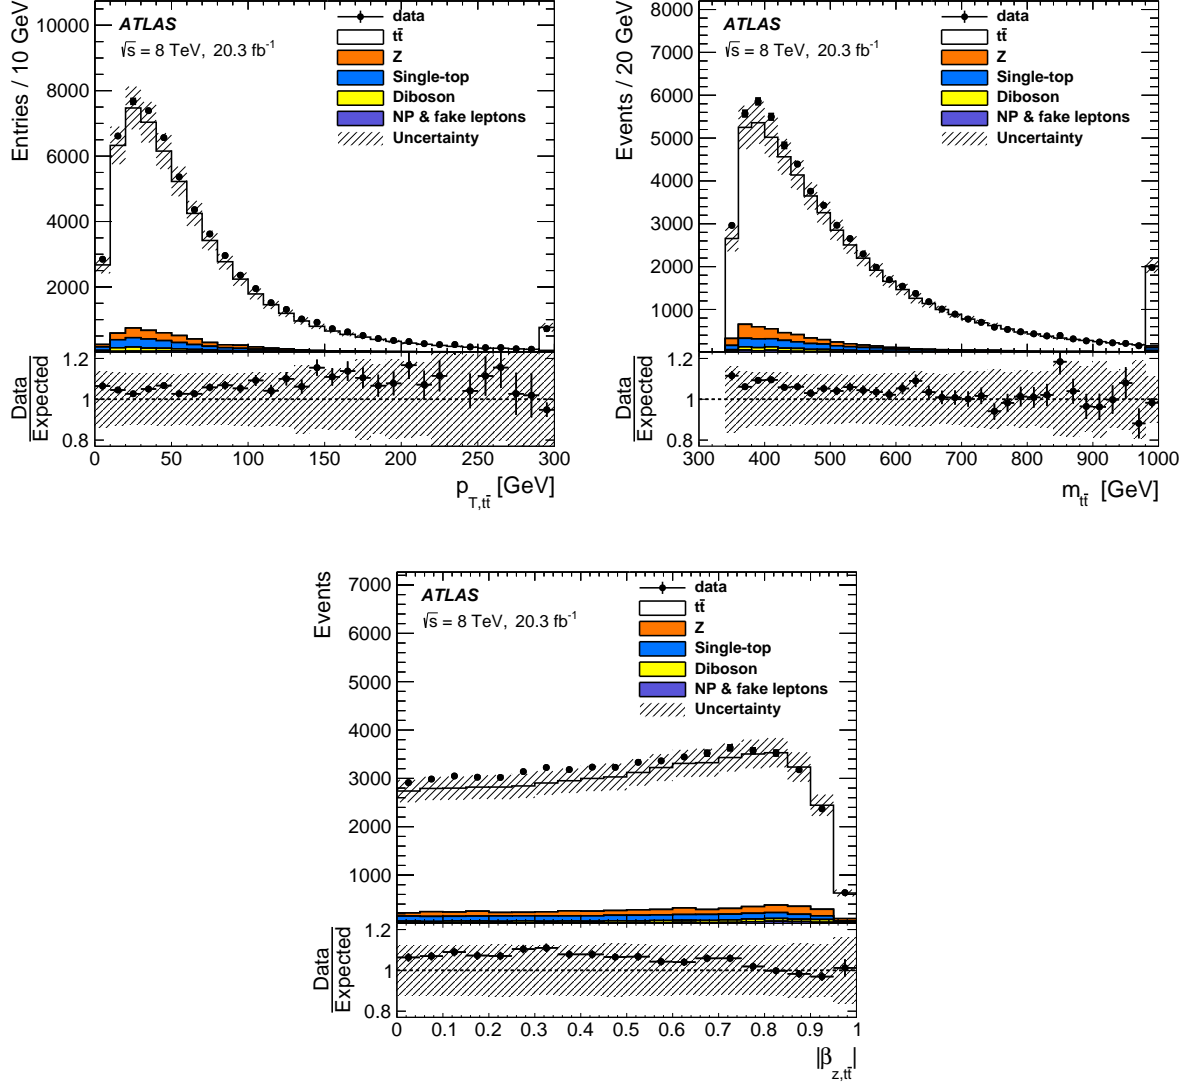 Entries / 10 GeV
10000
8000
6000
4000
2000
ATLAS
√s = 8 TeV, 20.3 fb⁻¹
data
tt̄
Z
Single-top
Diboson
NP & fake leptons
Uncertainty
Data
Expected
1.2
1
0.8
0 50 100 150 200 250 300
p_T,tt̄ [GeV]
Events / 20 GeV
8000
7000
6000
5000
4000
3000
2000
1000
ATLAS
√s = 8 TeV, 20.3 fb⁻¹
data
tt̄
Z
Single-top
Diboson
NP & fake leptons
Uncertainty
Data
Expected
1.2
1
0.8
300 400 500 600 700 800 900 1000
m_tt̄ [GeV]
Events
7000
6000
5000
4000
3000
2000
1000
ATLAS
√s = 8 TeV, 20.3 fb⁻¹
data
tt̄
Z
Single-top
Diboson
NP & fake leptons
Uncertainty
Data
Expected
1.2
1
0.8
0 0.1 0.2 0.3 0.4 0.5 0.6 0.7 0.8 0.9 1
|β_z,tt̄|